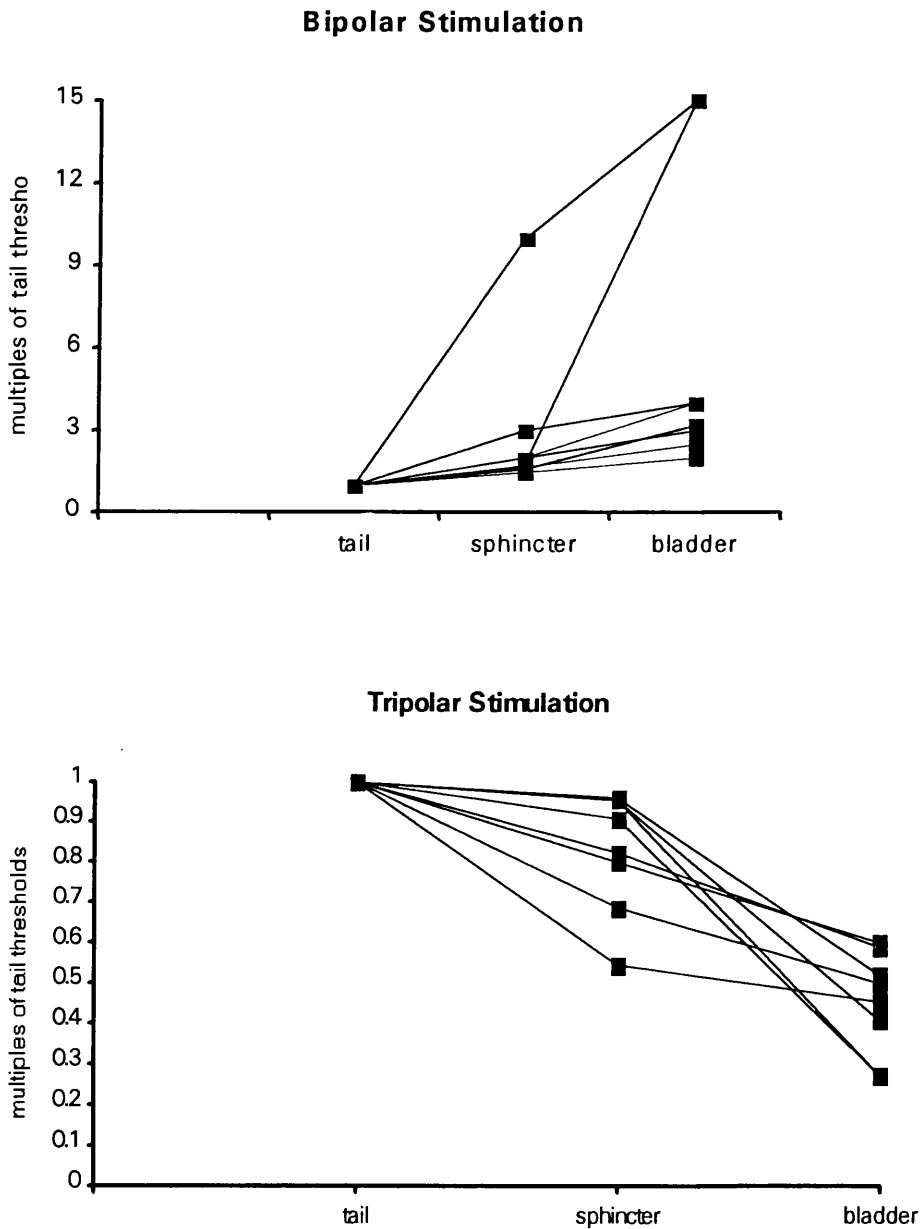 Bipolar Stimulation
multiples of tail thresho
15
12
9
6
3
0
tail sphincter bladder
Tripolar Stimulation
multiples of tail thresholds
1
0.9
0.8
0.7
0.6
0.5
0.4
0.3
0.2
0.1
0
tail sphincter bladder